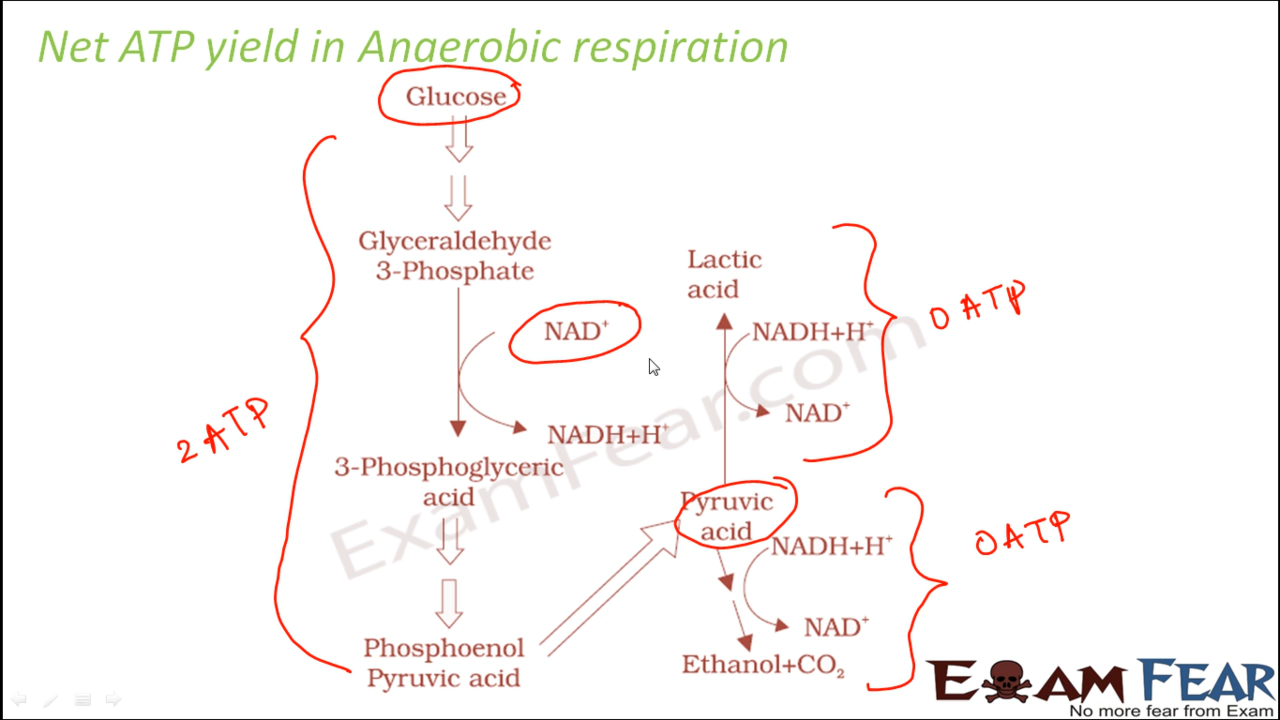 Net ATP yield in Anaerobic respiration
Glucose
Glyceraldehyde
3-Phosphate
NAD⁺
NADH+H⁺
3-Phosphoglyceric
acid
Phosphoenol
Pyruvic acid
2 ATP
Lactic
acid
NADH+H⁺
NAD⁺
0 ATP
Pyruvic
acid
NADH+H⁺
NAD⁺
Ethanol+CO₂
0 ATP
ExamFear.com
EXAM FEAR
No more fear from Exam